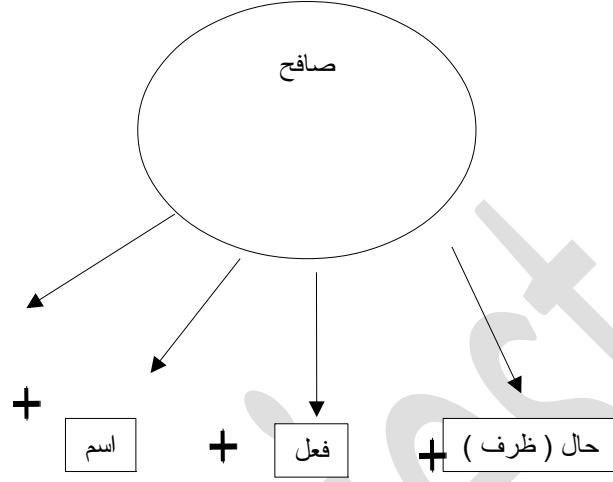 صافح
حال ( ظرف ) + فعل + اسم +